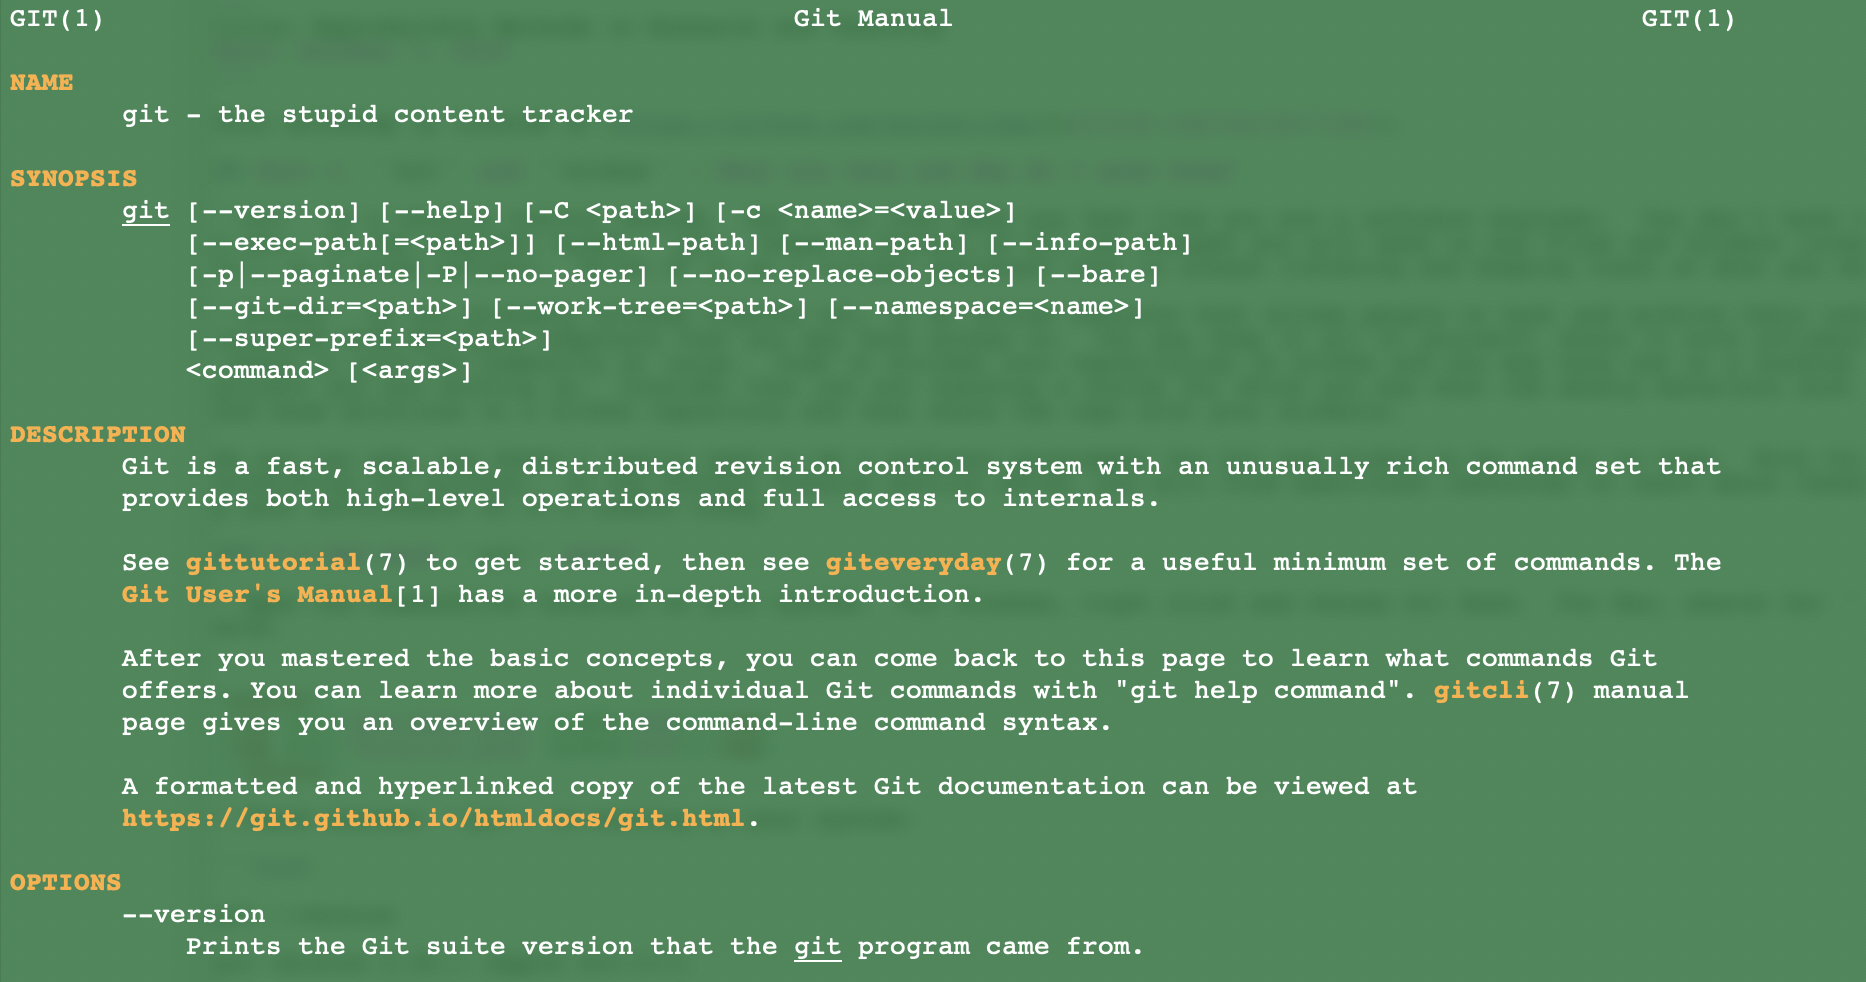 GIT(1) Git Manual GIT(1)
NAME
git - the stupid content tracker
SYNOPSIS
git [--version] [--help] [-C <path>] [-c <name>=<value>]
[--exec-path[=<path>]] [--html-path] [--man-path] [--info-path]
[-p|--paginate|-P|--no-pager] [--no-replace-objects] [--bare]
[--git-dir=<path>] [--work-tree=<path>] [--namespace=<name>]
[--super-prefix=<path>]
<command> [<args>]
DESCRIPTION
Git is a fast, scalable, distributed revision control system with an unusually rich command set that
provides both high-level operations and full access to internals.
See gittutorial(7) to get started, then see giteveryday(7) for a useful minimum set of commands. The
Git User's Manual[1] has a more in-depth introduction.
After you mastered the basic concepts, you can come back to this page to learn what commands Git
offers. You can learn more about individual Git commands with "git help command". gitcli(7) manual
page gives you an overview of the command-line command syntax.
A formatted and hyperlinked copy of the latest Git documentation can be viewed at
https://git.github.io/htmldocs/git.html.
OPTIONS
--version
Prints the Git suite version that the git program came from.